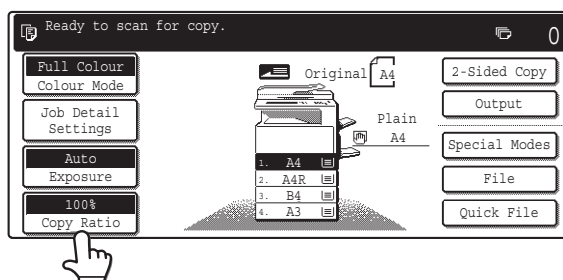 Ready to scan for copy.
0
Full Colour
Colour Mode
Job Detail
Settings
Auto
Exposure
100%
Copy Ratio
Original
A4
Plain
A4
1. A4
2. A4R
3. B4
4. A3
2-Sided Copy
Output
Special Modes
File
Quick File